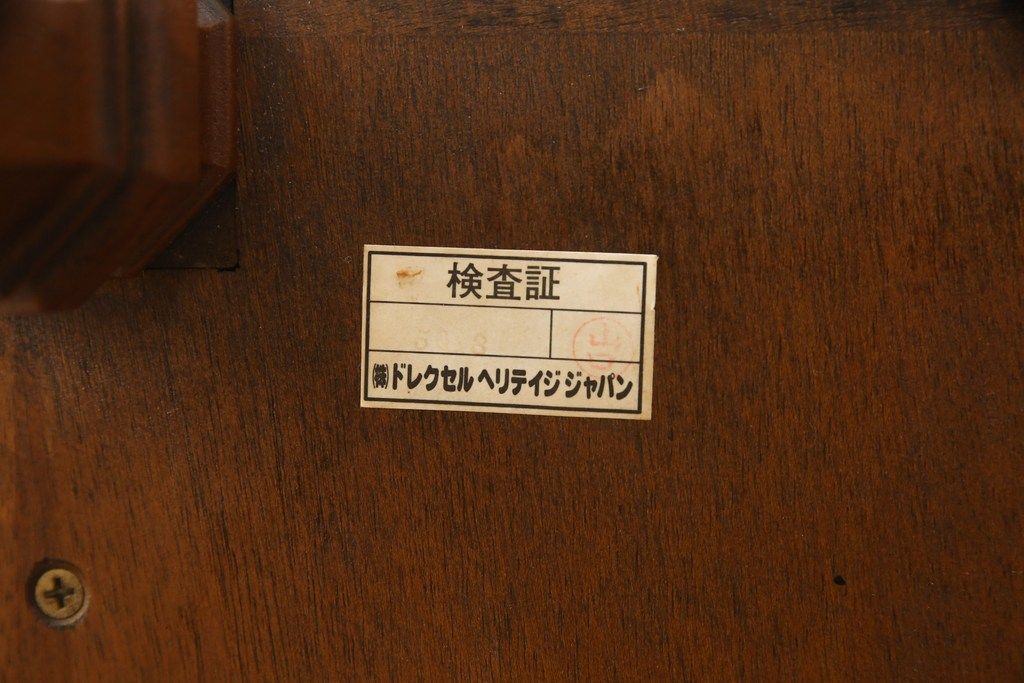 検査証
㈱ドレクセル ヘリテイジ ジャパン